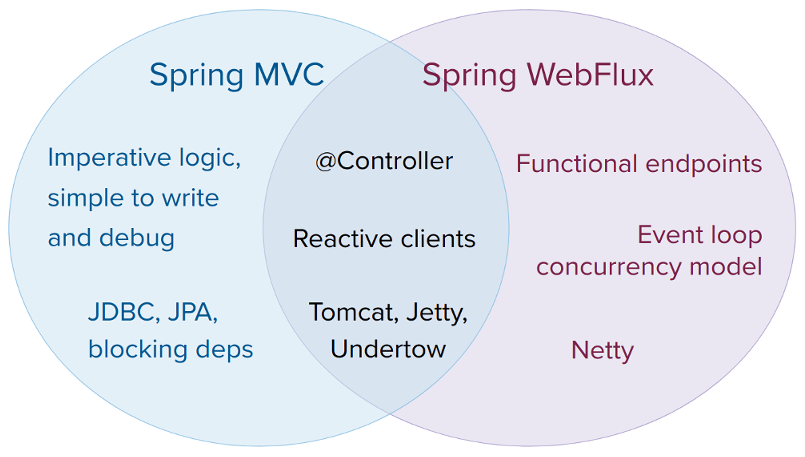 Spring MVC
Imperative logic,
simple to write
and debug
JDBC, JPA,
blocking deps
@Controller
Reactive clients
Tomcat, Jetty,
Undertow
Spring WebFlux
Functional endpoints
Event loop
concurrency model
Netty